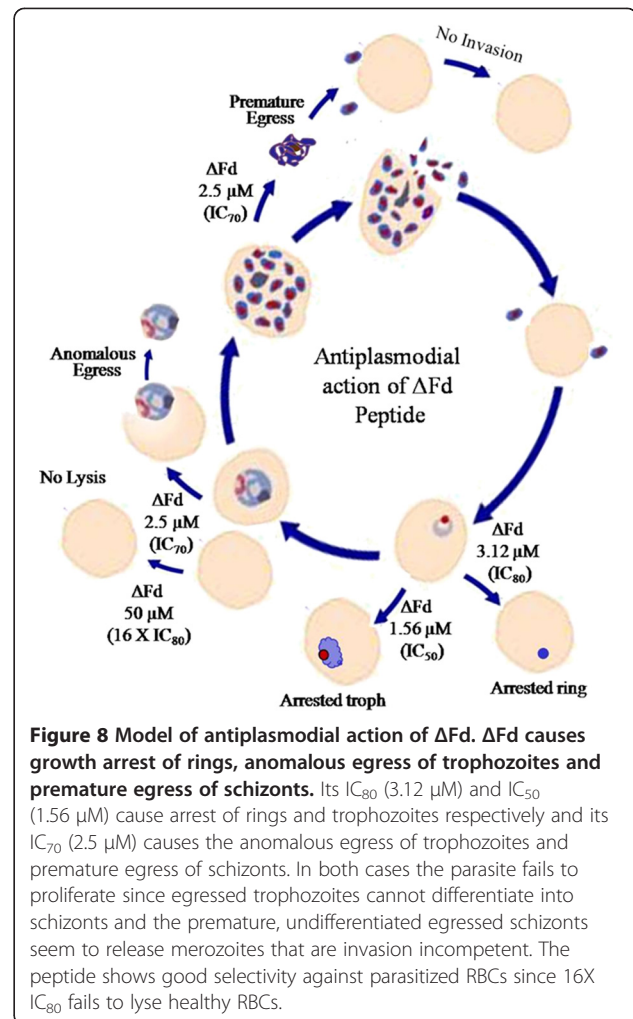 No Invasion
Premature
Egress
ΔFd
2.5 μM
(IC70)
Anomalous
Egress
Antiplasmodial
action of ΔFd
Peptide
No Lysis
ΔFd
2.5 μM
(IC70)
ΔFd
50 μM
(16 X IC80)
ΔFd
3.12 μM
(IC80)
ΔFd
1.56 μM
(IC50)
Arrested troph
Arrested ring
Figure 8 Model of antiplasmodial action of ΔFd. ΔFd causes
growth arrest of rings, anomalous egress of trophozoites and
premature egress of schizonts. Its IC80 (3.12 μM) and IC50
(1.56 μM) cause arrest of rings and trophozoites respectively and its
IC70 (2.5 μM) causes the anomalous egress of trophozoites and
premature egress of schizonts. In both cases the parasite fails to
proliferate since egressed trophozoites cannot differentiate into
schizonts and the premature, undifferentiated egressed schizonts
seem to release merozoites that are invasion incompetent. The
peptide shows good selectivity against parasitized RBCs since 16X
IC80 fails to lyse healthy RBCs.